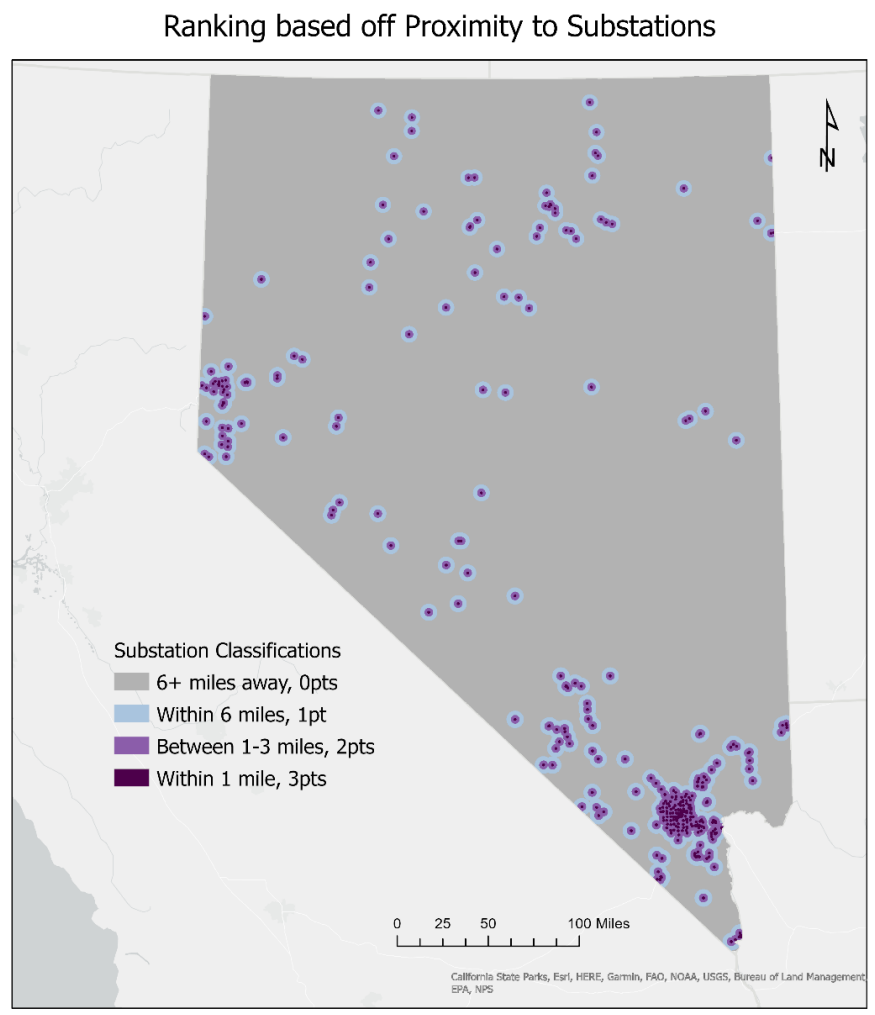 Ranking based off Proximity to Substations
N
Substation Classifications
6+ miles away, 0pts
Within 6 miles, 1pt
Between 1-3 miles, 2pts
Within 1 mile, 3pts
0 25 50 100 Miles
California State Parks, Esri, HERE, Garmin, FAO, NOAA, USGS, Bureau of Land Management
EPA, NPS